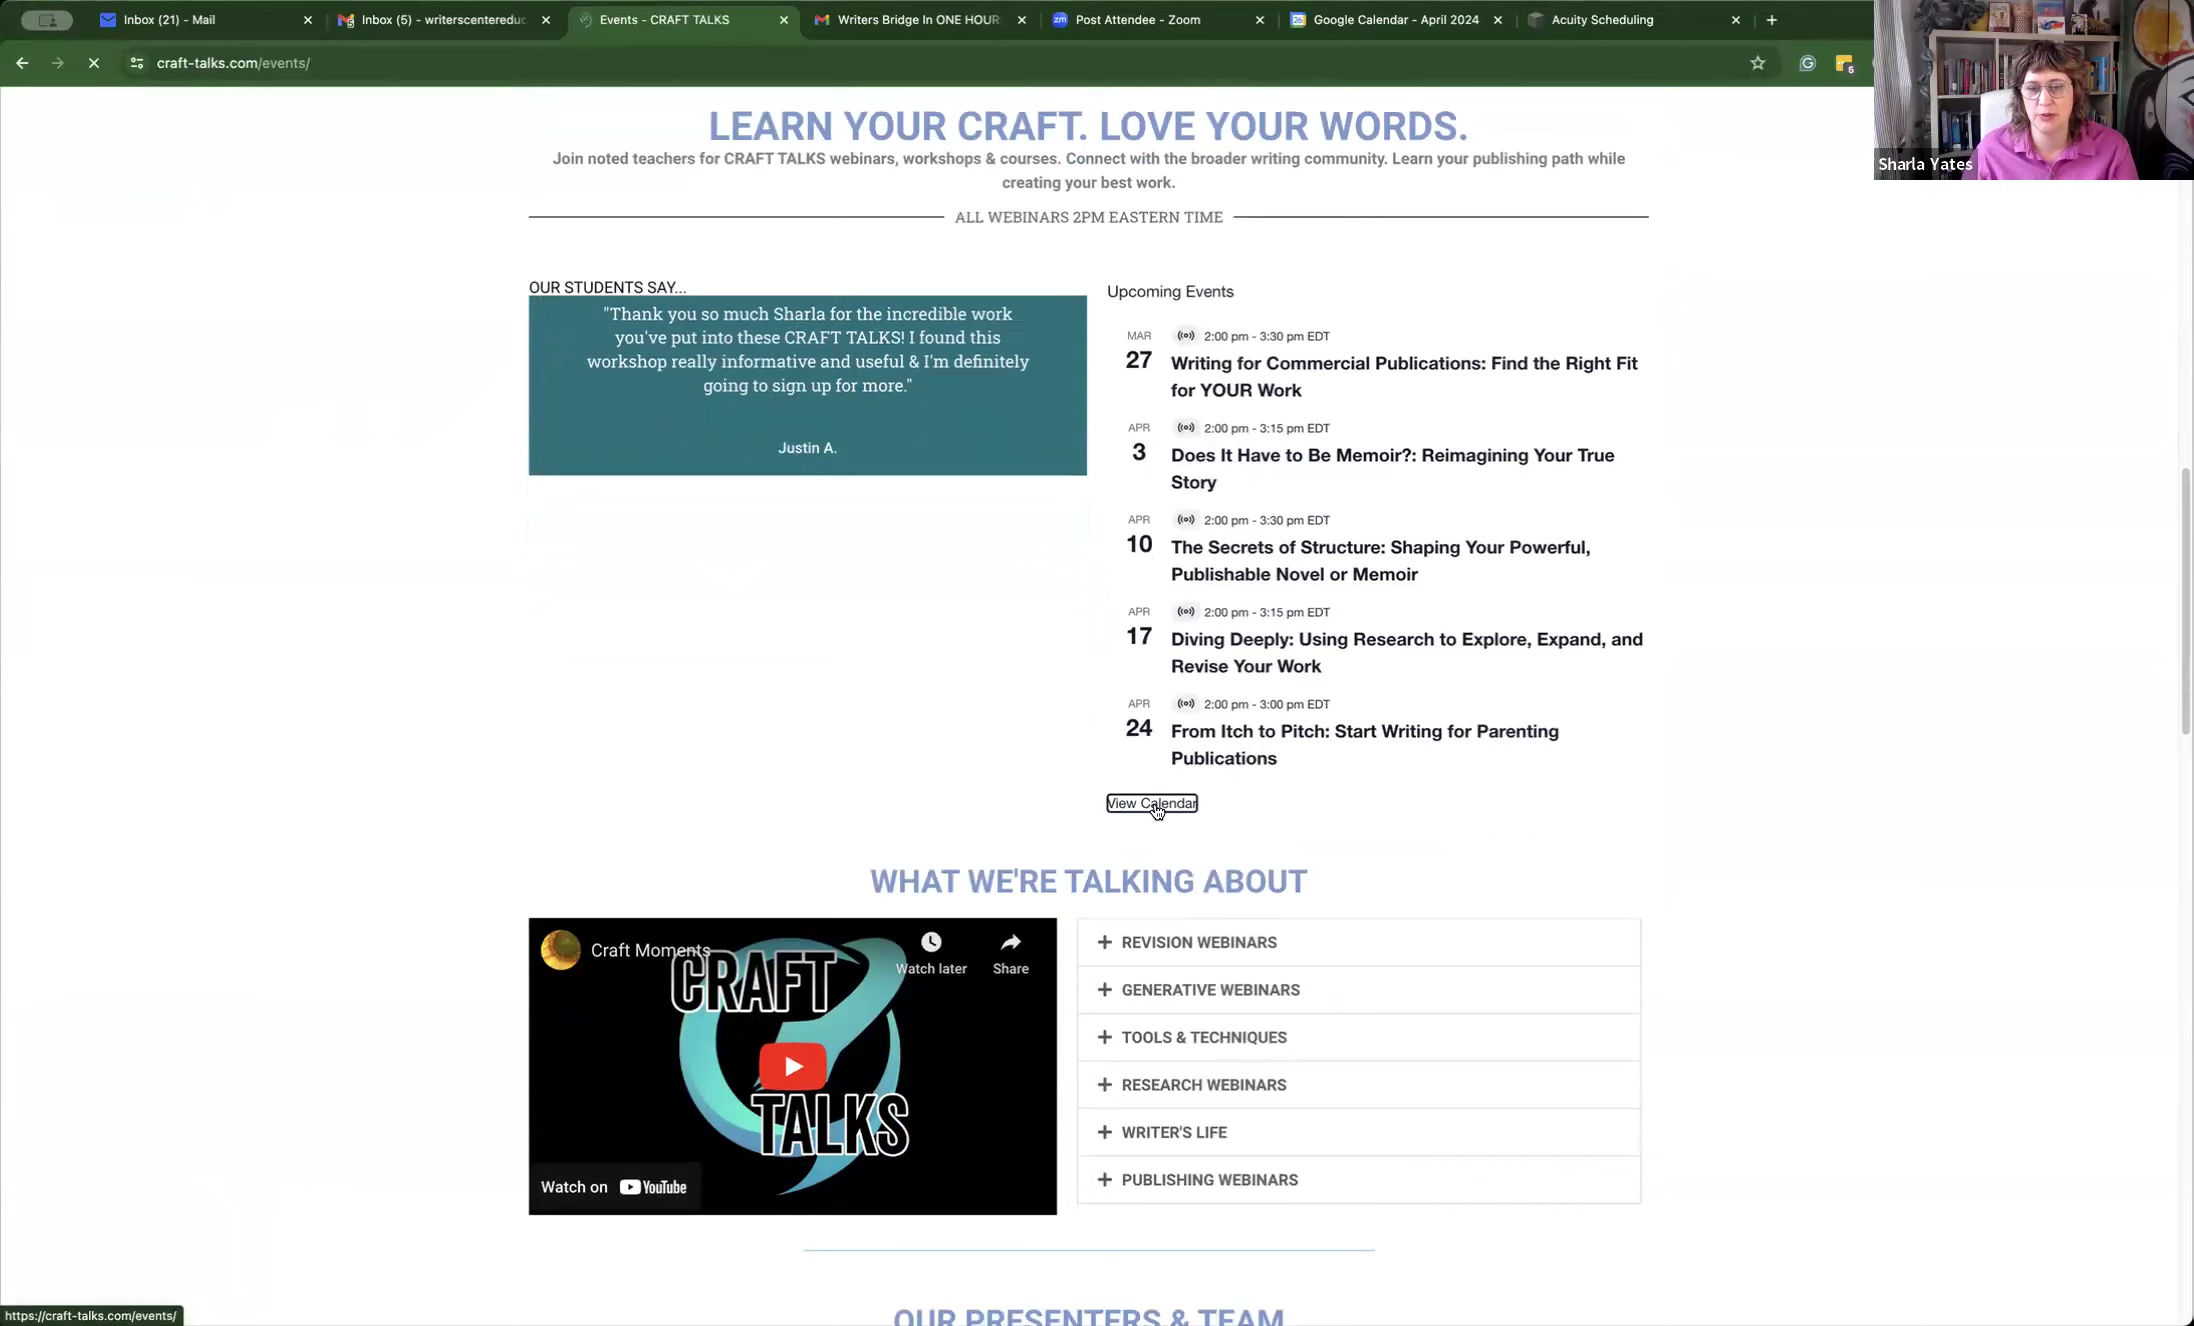 Inbox (21) - Mail
Inbox (5) - writerscentereduc
Events - CRAFT TALKS
Writers Bridge In ONE HOUR
Post Attendee - Zoom
Google Calendar - April 2024
Acuity Scheduling
craft-talks.com/events/
Sharla Yates
LEARN YOUR CRAFT. LOVE YOUR WORDS.
Join noted teachers for CRAFT TALKS webinars, workshops & courses. Connect with the broader writing community. Learn your publishing path while
creating your best work.
ALL WEBINARS 2PM EASTERN TIME
OUR STUDENTS SAY...
"Thank you so much Sharla for the incredible work
you've put into these CRAFT TALKS! I found this
workshop really informative and useful & I'm definitely
going to sign up for more."
Justin A.
Upcoming Events
MAR
27
2:00 pm - 3:30 pm EDT
Writing for Commercial Publications: Find the Right Fit
for YOUR Work
APR
3
2:00 pm - 3:15 pm EDT
Does It Have to Be Memoir?: Reimagining Your True
Story
APR
10
2:00 pm - 3:30 pm EDT
The Secrets of Structure: Shaping Your Powerful,
Publishable Novel or Memoir
APR
17
2:00 pm - 3:15 pm EDT
Diving Deeply: Using Research to Explore, Expand, and
Revise Your Work
APR
24
2:00 pm - 3:00 pm EDT
From Itch to Pitch: Start Writing for Parenting
Publications
View Calendar
WHAT WE'RE TALKING ABOUT
Craft Moments
Watch later
Share
CRAFT
TALKS
Watch on YouTube
REVISION WEBINARS
GENERATIVE WEBINARS
TOOLS & TECHNIQUES
RESEARCH WEBINARS
WRITER'S LIFE
PUBLISHING WEBINARS
OUR PRESENTERS & TEAM
https://craft-talks.com/events/